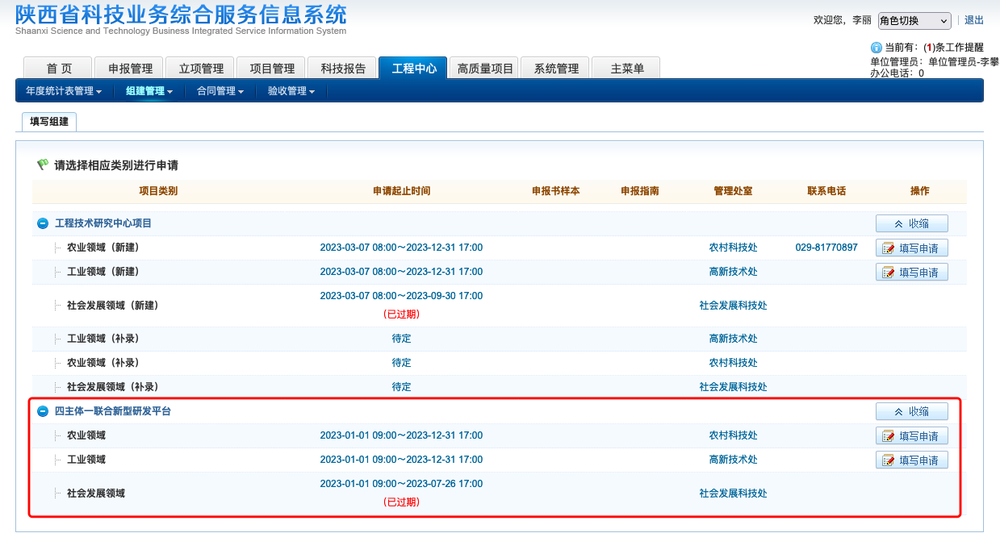 陕西省科技业务综合服务信息系统
Shaanxi Science and Technology Business Integrated Service Information System
欢迎您，李丽 角色切换 退出
当前有：(1)条工作提醒
单位管理员：单位管理员-李攀
办公电话：0
首 页 申报管理 立项管理 项目管理 科技报告 工程中心 高质量项目 系统管理 主菜单
年度统计表管理 组建管理 合同管理 验收管理
填写组建
请选择相应类别进行申请
项目类别 申请起止时间 申报书样本 申报指南 管理处室 联系电话 操作
工程技术研究中心项目 收缩
农业领域（新建） 2023-03-07 08:00～2023-12-31 17:00 农村科技处 029-81770897 填写申请
工业领域（新建） 2023-03-07 08:00～2023-12-31 17:00 高新技术处 填写申请
社会发展领域（新建） 2023-03-07 08:00～2023-09-30 17:00 社会发展科技处
（已过期）
工业领域（补录） 待定 高新技术处
农业领域（补录） 待定 农村科技处
社会发展领域（补录） 待定 社会发展科技处
四主体一联合新型研发平台 收缩
农业领域 2023-01-01 09:00～2023-12-31 17:00 农村科技处 填写申请
工业领域 2023-01-01 09:00～2023-12-31 17:00 高新技术处 填写申请
社会发展领域 2023-01-01 09:00～2023-07-26 17:00 社会发展科技处
（已过期）